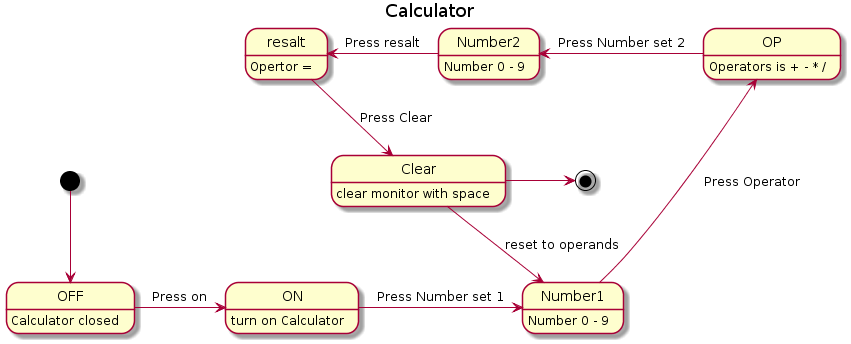 Calculator
resalt
Opertor =
Press resalt
Number2
Number 0 - 9
Press Number set 2
OP
Operators is + - * /
Press Clear
Clear
clear monitor with space
Press Operator
reset to operands
OFF
Calculator closed
Press on
ON
turn on Calculator
Press Number set 1
Number1
Number 0 - 9